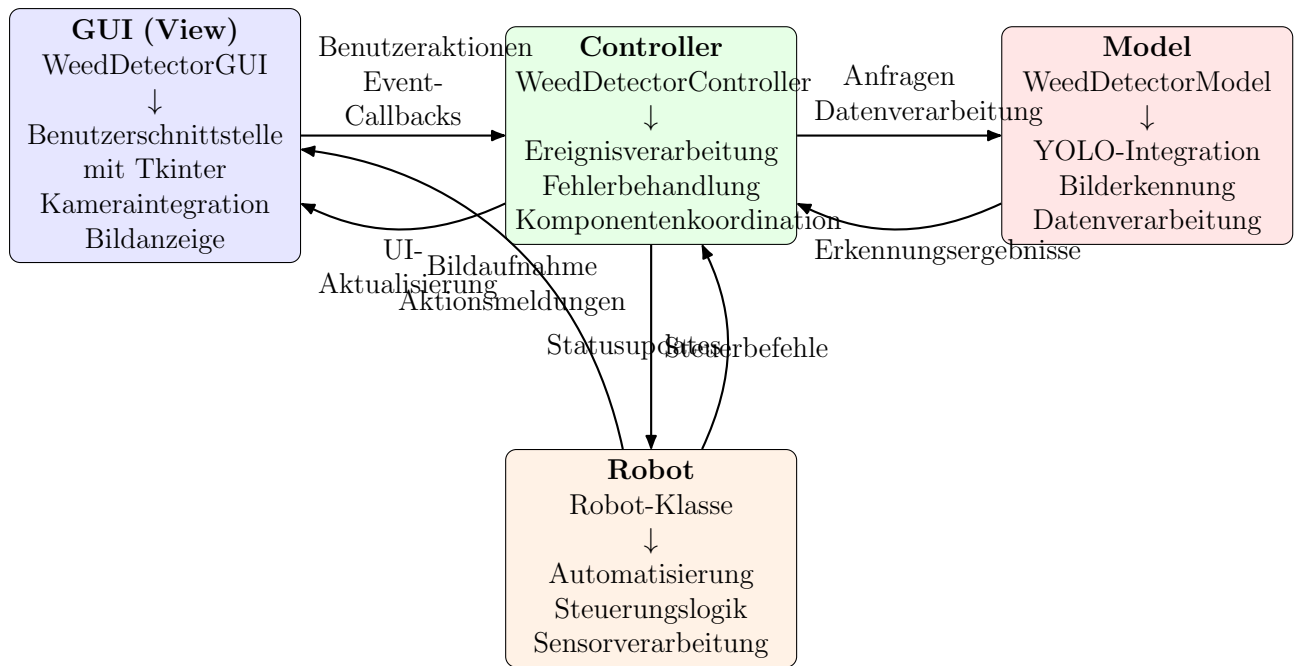 GUI (View)
WeedDetectorGUI
↓
Benutzerschnittstelle
mit Tkinter
Kameraintegration
Bildanzeige
Benutzeraktionen
Event-
Callbacks
Controller
WeedDetectorController
↓
Ereignisverarbeitung
Fehlerbehandlung
Komponentenkoordination
Anfragen
Datenverarbeitung
Model
WeedDetectorModel
↓
YOLO-Integration
Bilderkennung
Datenverarbeitung
UI-
Aktualisierung
Bildaufnahme
Aktionsmeldungen
Erkennungsergebnisse
Statusupdates
Steuerbefehle
Robot
Robot-Klasse
↓
Automatisierung
Steuerungslogik
Sensorverarbeitung